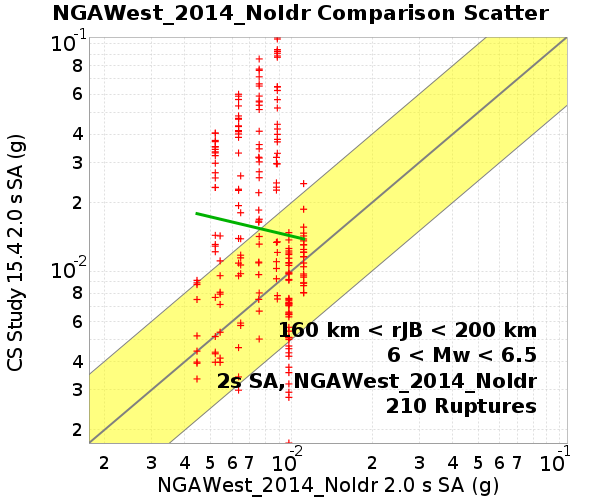 NGAWest_2014_NoIdr Comparison Scatter
CS Study 15.4 2.0 s SA (g)
10-1
8
6
4
3
2
10-2
8
6
4
3
2
160 km < rJB < 200 km
6 < Mw < 6.5
2s SA, NGAWest_2014_NoIdr
210 Ruptures
2 3 4 5 6 7 10-2 2 3 4 5 6 7 10-1
NGAWest_2014_NoIdr 2.0 s SA (g)